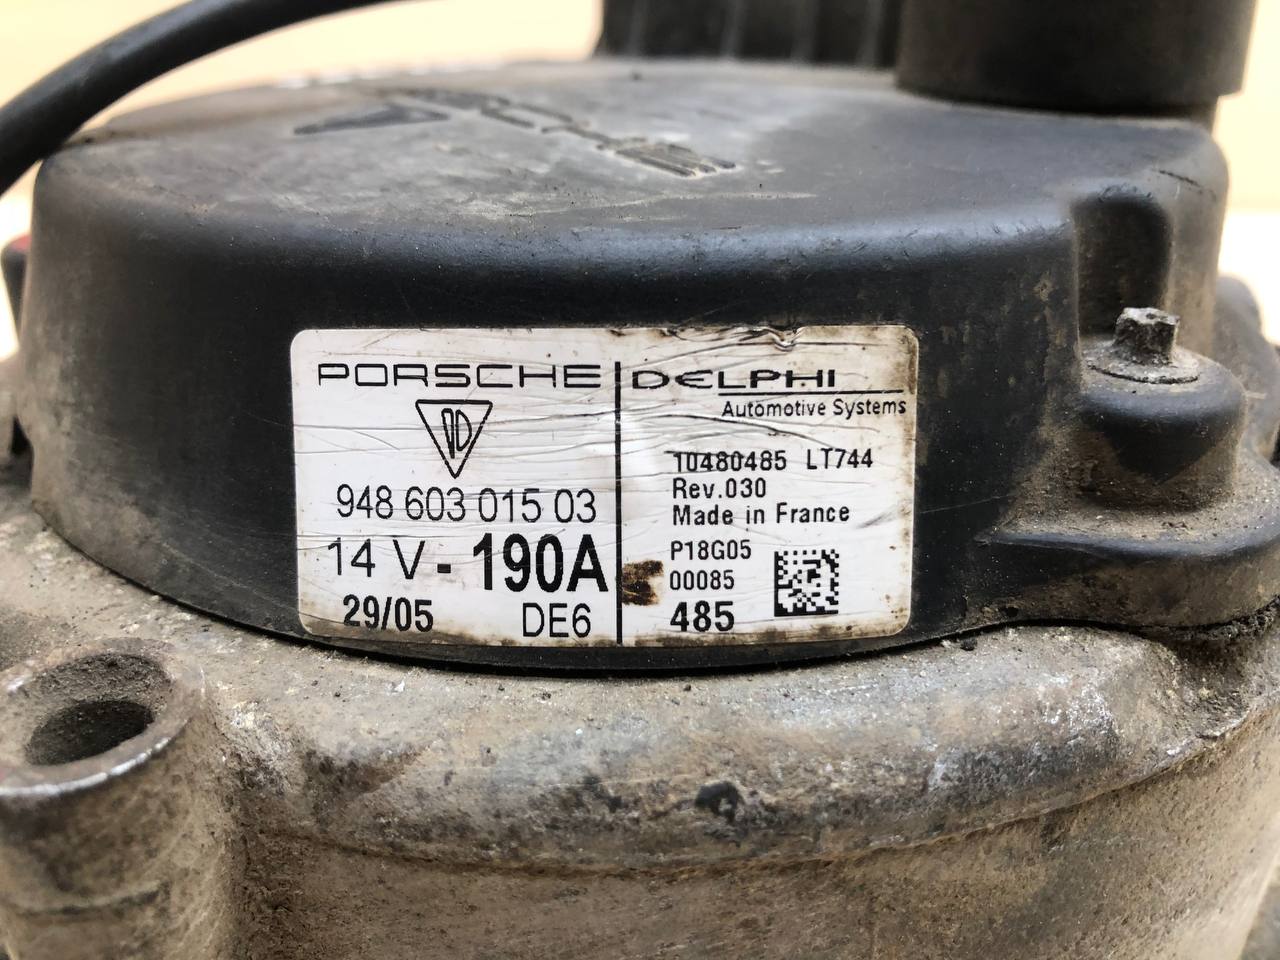 PORSCHE
948 603 015 03
14 V - 190A
29/05 DE6
DELPHI
Automotive Systems
10480485 LT744
Rev.030
Made in France
P18G05
00085
485